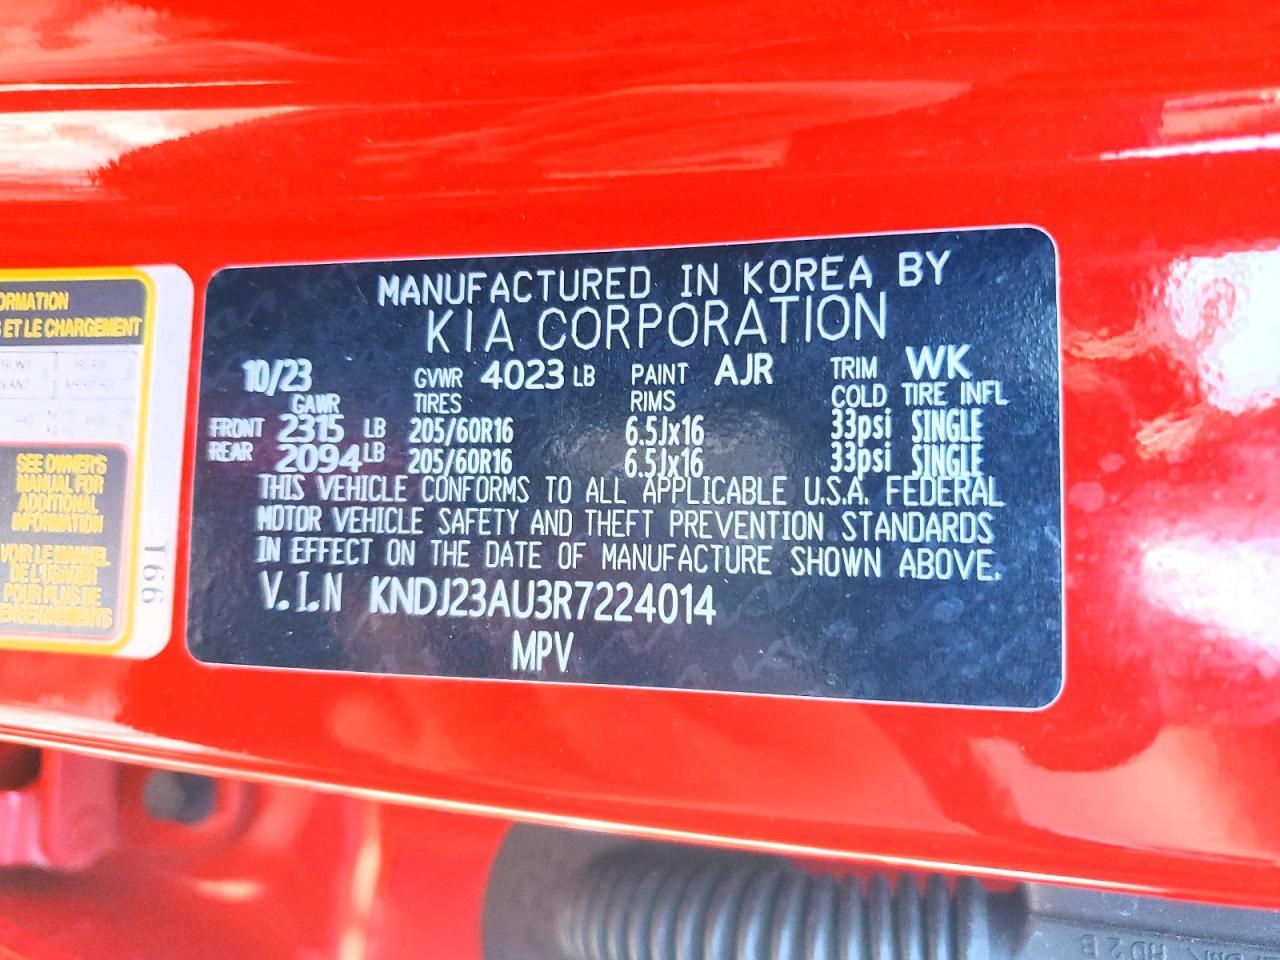 MANUFACTURED IN KOREA BY
KIA CORPORATION
10/23 GVWR 4023 LB PAINT AJR TRIM WK
GAWR TIRES RIMS COLD TIRE INFL
FRONT 2315 LB 205/60R16 6.5Jx16 33psi SINGLE
REAR 2094 LB 205/60R16 6.5Jx16 33psi SINGLE
THIS VEHICLE CONFORMS TO ALL APPLICABLE U.S.A. FEDERAL
MOTOR VEHICLE SAFETY AND THEFT PREVENTION STANDARDS
IN EFFECT ON THE DATE OF MANUFACTURE SHOWN ABOVE.
V.I.N KNDJ23AU3R7224014
MPV
ORMATION
S ET LE CHARGEMENT
SEE OWNER'S
MANUAL FOR
ADDITIONAL
INFORMATION
VOIR LE MANUEL
DE L'USAGER
POUR PLUS DE
ENSEIGNEMENTS
199
HD2B